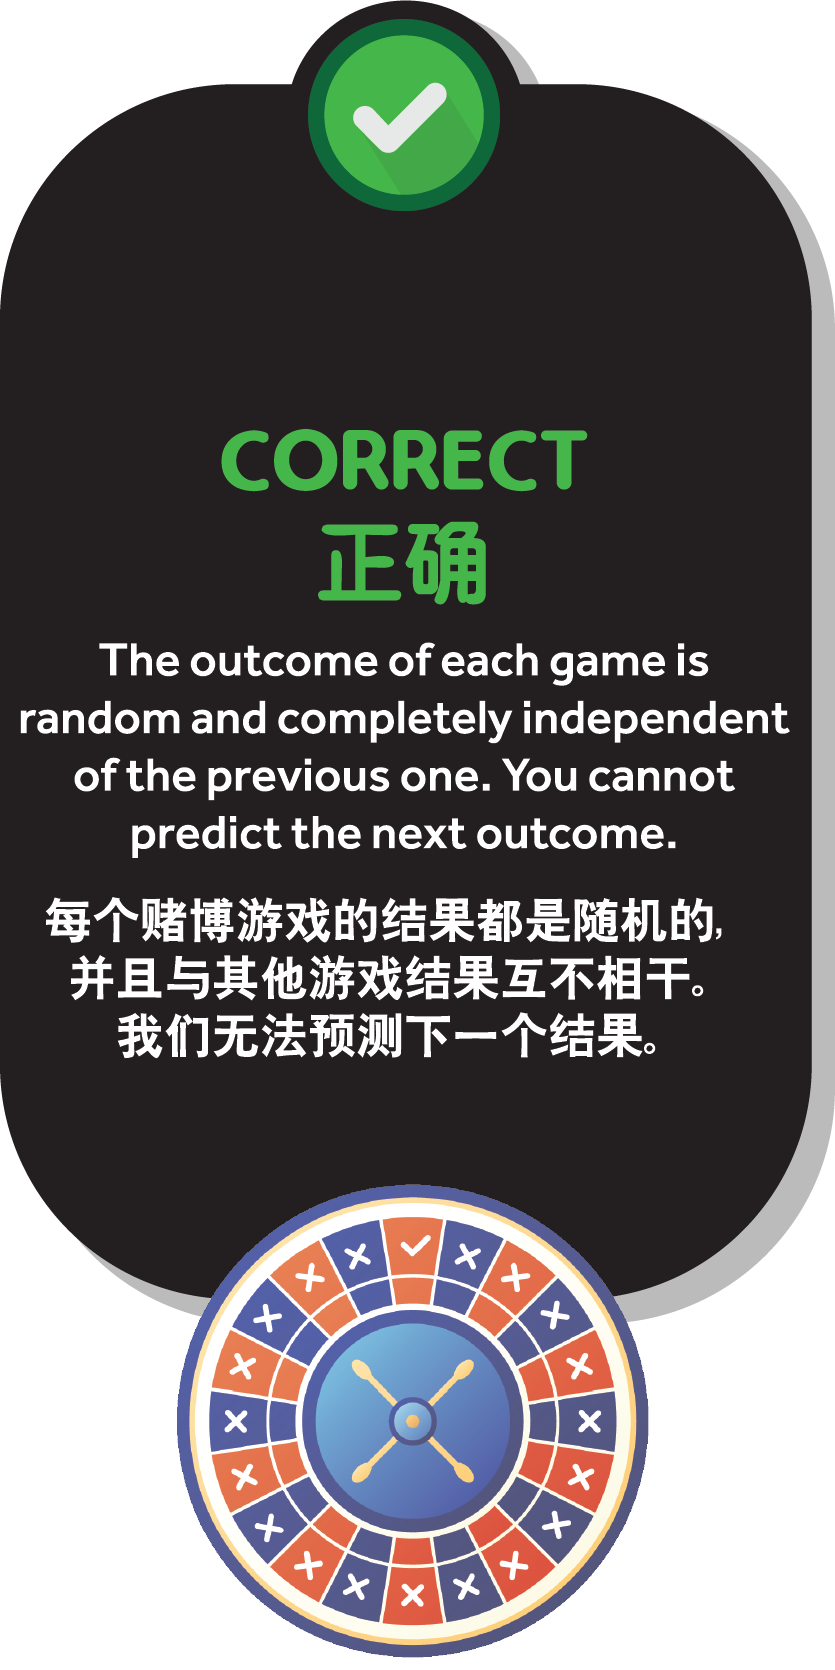 CORRECT
正确
The outcome of each game is
random and completely independent
of the previous one. You cannot
predict the next outcome.
每个赌博游戏的结果都是随机的,
并且与其他游戏结果互不相干。
我们无法预测下一个结果。